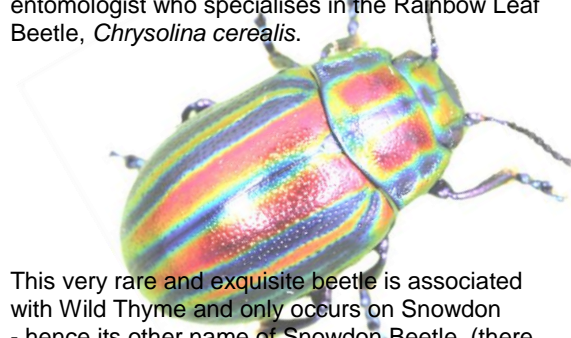 entomologist who specialises in the Rainbow Leaf
Beetle, Chrysolina cerealis.
This very rare and exquisite beetle is associated
with Wild Thyme and only occurs on Snowdon
- hence its other name of Snowdon Beetle. (there